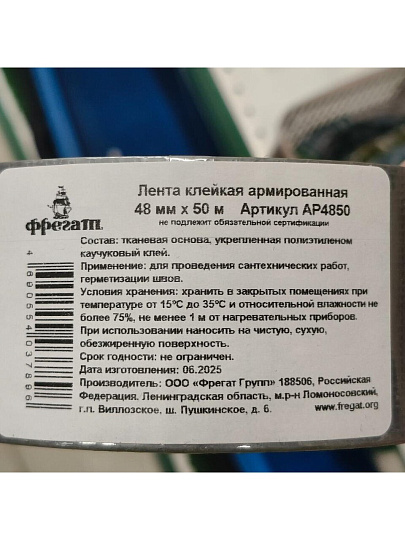 фрегат.
Лента клейкая армированная
48 мм х 50 м Артикул АР4850
не подлежит обязательной сертификации
Состав: тканевая основа, укрепленная полиэтиленом
каучуковый клей.
Применение: для проведения сантехнических работ,
герметизации швов.
Условия хранения: хранить в закрытых помещениях при
температуре от 15°С до 35°С и относительной влажности не
более 75%, не менее 1 м от нагревательных приборов.
При использовании наносить на чистую, сухую,
обезжиренную поверхность.
Срок годности: не ограничен.
Дата изготовления: 06.2025
Производитель: ООО «Фрегат Групп» 188506, Российская
Федерация. Ленинградская область, м.р-н Ломоносовский,
г.п. Виллозское, ш. Пушкинское, д. 6. www.fregat.org